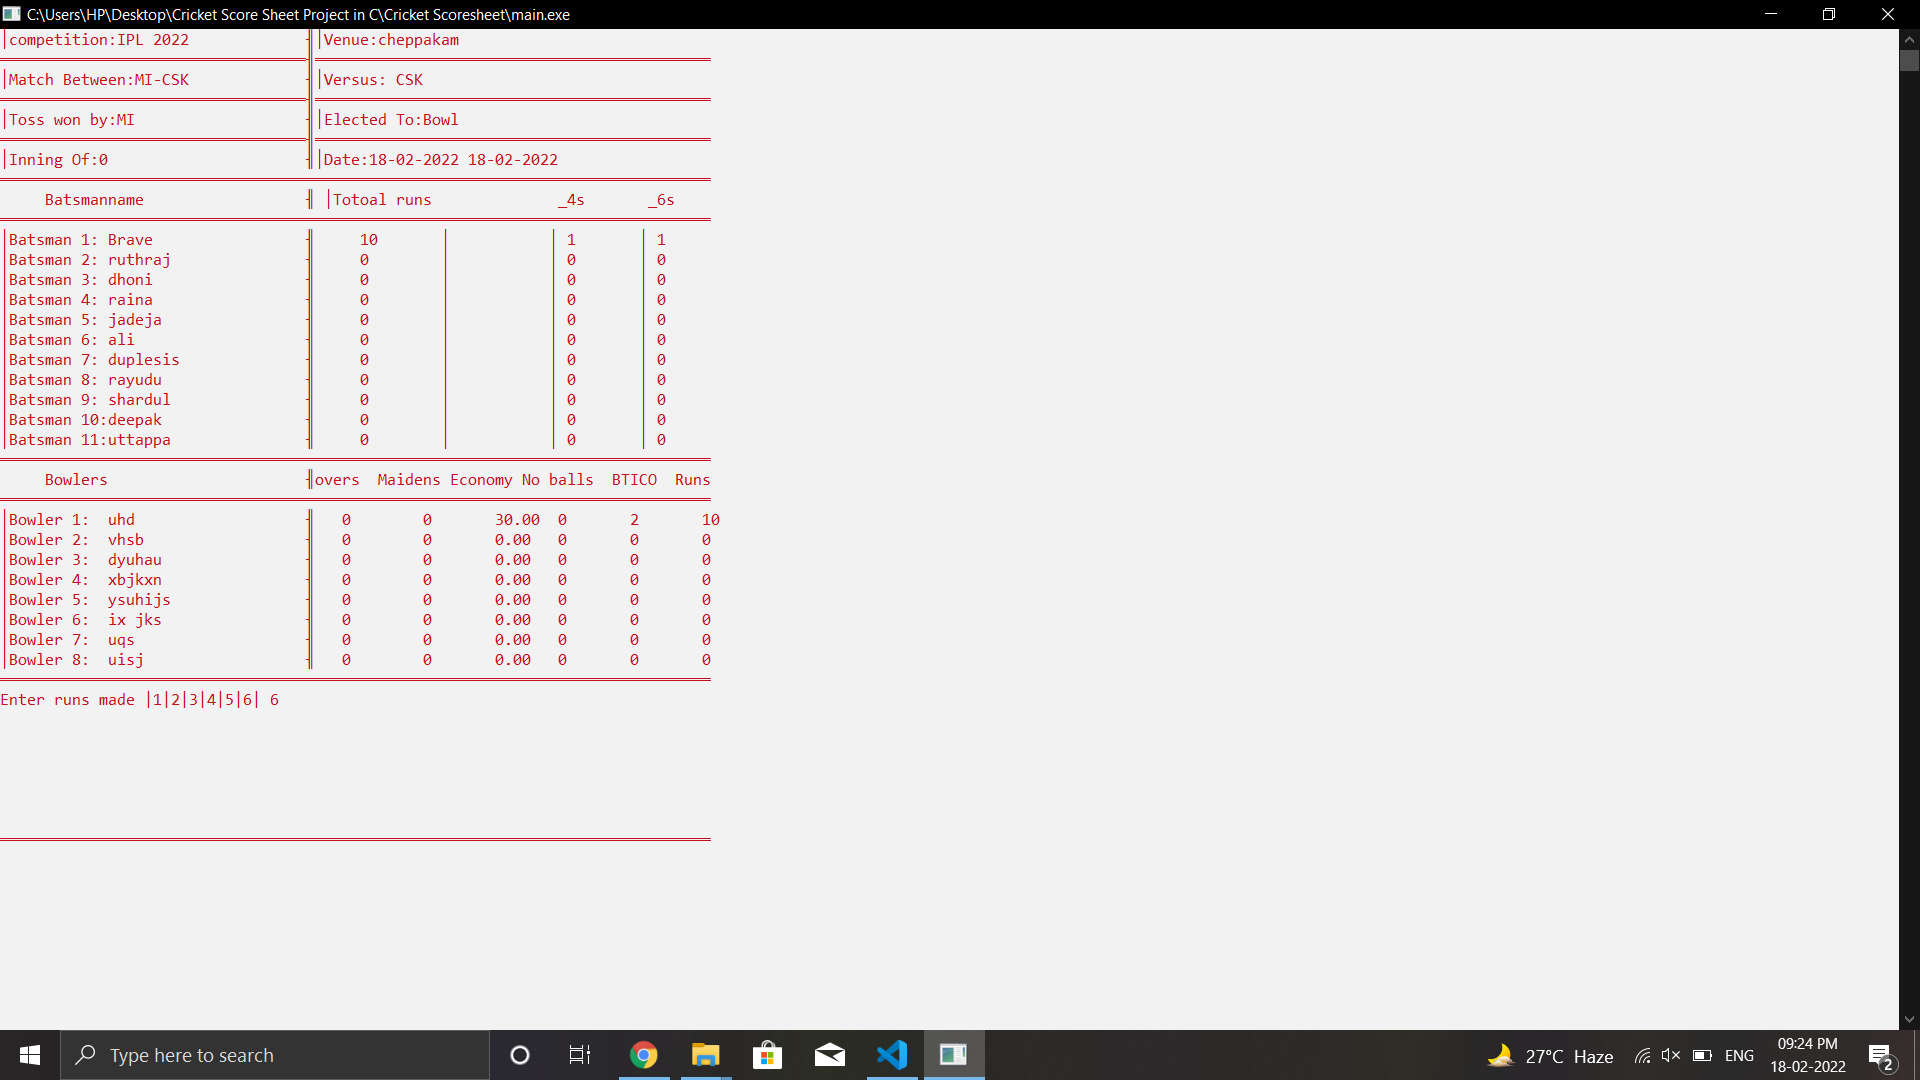 C:\Users\HP\Desktop\Cricket Score Sheet Project in C\Cricket Scoresheet\main.exe
|competition:IPL 2022 |Venue:cheppakam
|Match Between:MI-CSK |Versus: CSK
|Toss won by:MI |Elected To:Bowl
|Inning Of:0 |Date:18-02-2022 18-02-2022
Batsmanname |Totoal runs _4s _6s
|Batsman 1: Brave 10 | | 1 | 1
|Batsman 2: ruthraj 0 | | 0 | 0
|Batsman 3: dhoni 0 | | 0 | 0
|Batsman 4: raina 0 | | 0 | 0
|Batsman 5: jadeja 0 | | 0 | 0
|Batsman 6: ali 0 | | 0 | 0
|Batsman 7: duplesis 0 | | 0 | 0
|Batsman 8: rayudu 0 | | 0 | 0
|Batsman 9: shardul 0 | | 0 | 0
|Batsman 10:deepak 0 | | 0 | 0
|Batsman 11:uttappa 0 | | 0 | 0
Bowlers overs Maidens Economy No balls BTICO Runs
|Bowler 1: uhd 0 0 30.00 0 2 10
|Bowler 2: vhsb 0 0 0.00 0 0 0
|Bowler 3: dyuhau 0 0 0.00 0 0 0
|Bowler 4: xbjkxn 0 0 0.00 0 0 0
|Bowler 5: ysuhijs 0 0 0.00 0 0 0
|Bowler 6: ix jks 0 0 0.00 0 0 0
|Bowler 7: uqs 0 0 0.00 0 0 0
|Bowler 8: uisj 0 0 0.00 0 0 0
Enter runs made |1|2|3|4|5|6| 6
Type here to search
27°C Haze
ENG
09:24 PM
18-02-2022
2